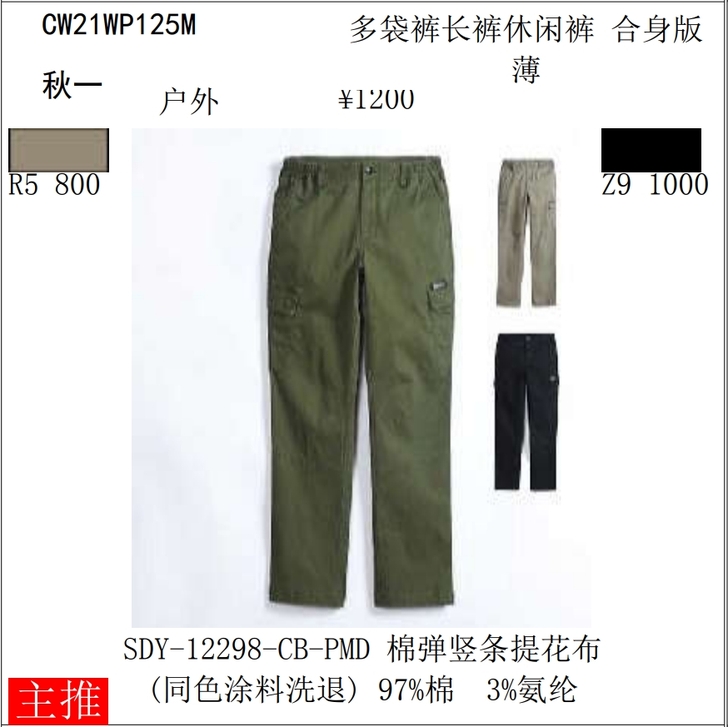 CW21WP125M 多袋裤长裤休闲裤 合身版
薄
秋一
户外 ¥1200
R5 800
Z9 1000
SDY-12298-CB-PMD 棉弹竖条提花布
(同色涂料洗退) 97%棉 3%氨纶
主推